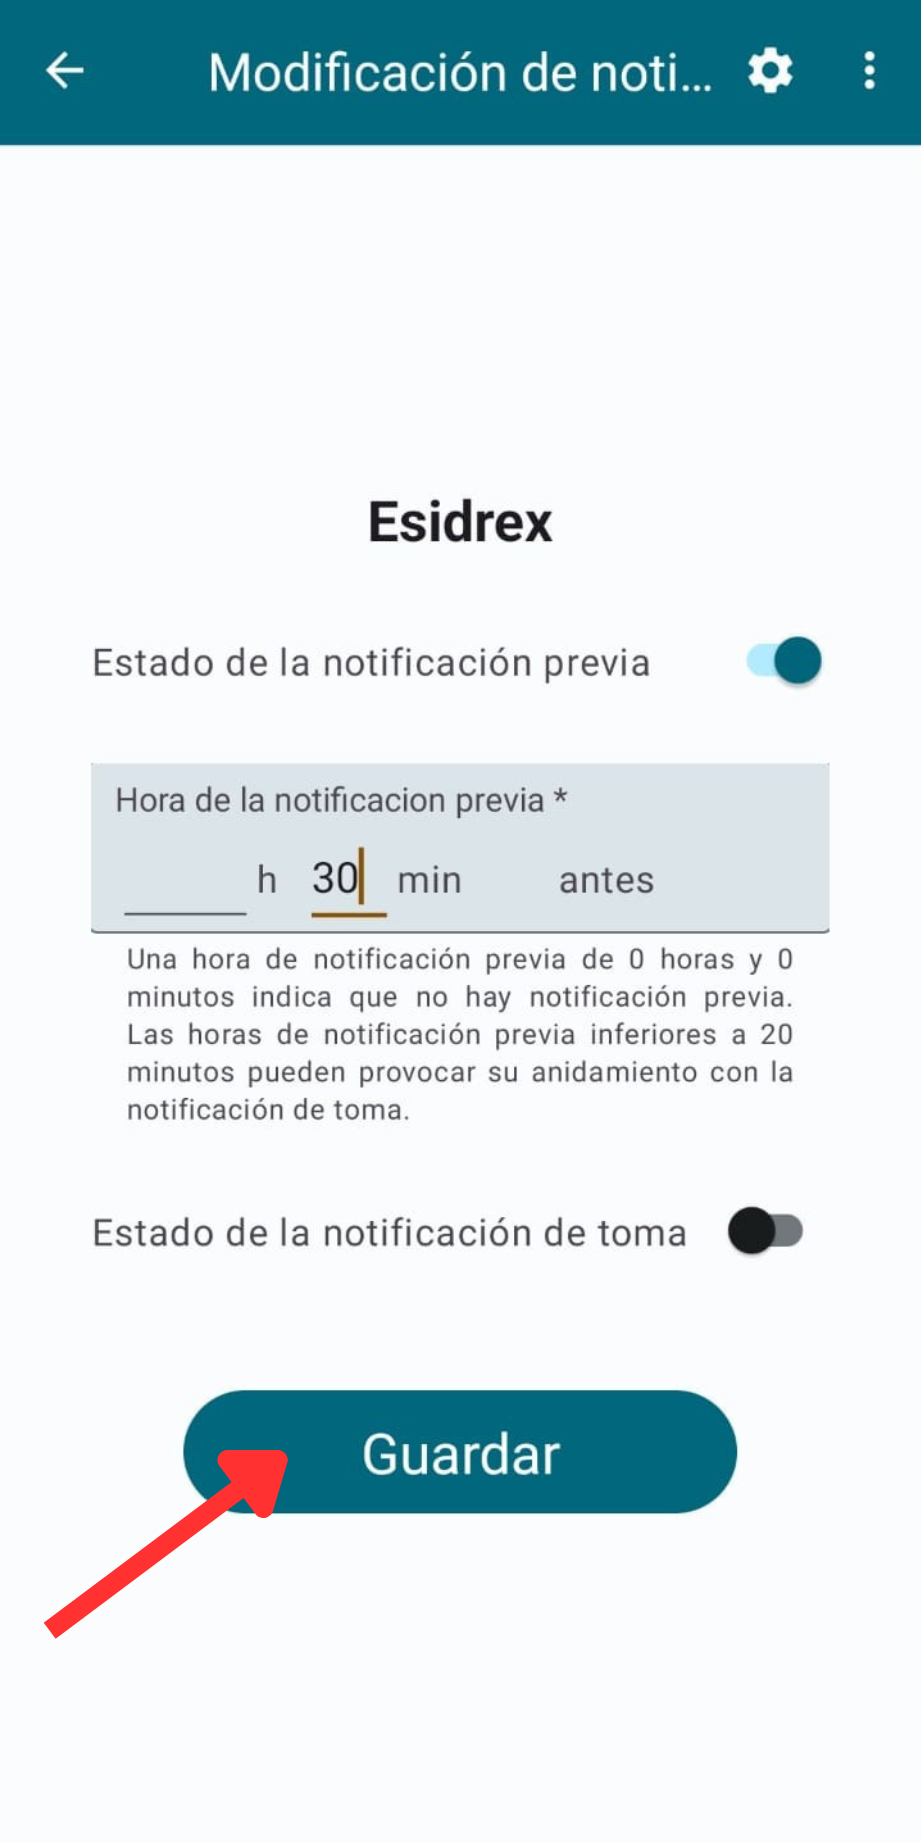 Modificación de noti...
Esidrex
Estado de la notificación previa
Hora de la notificacion previa *
h 30 min antes
Una hora de notificación previa de 0 horas y 0
minutos indica que no hay notificación previa.
Las horas de notificación previa inferiores a 20
minutos pueden provocar su anidamiento con la
notificación de toma.
Estado de la notificación de toma
Guardar